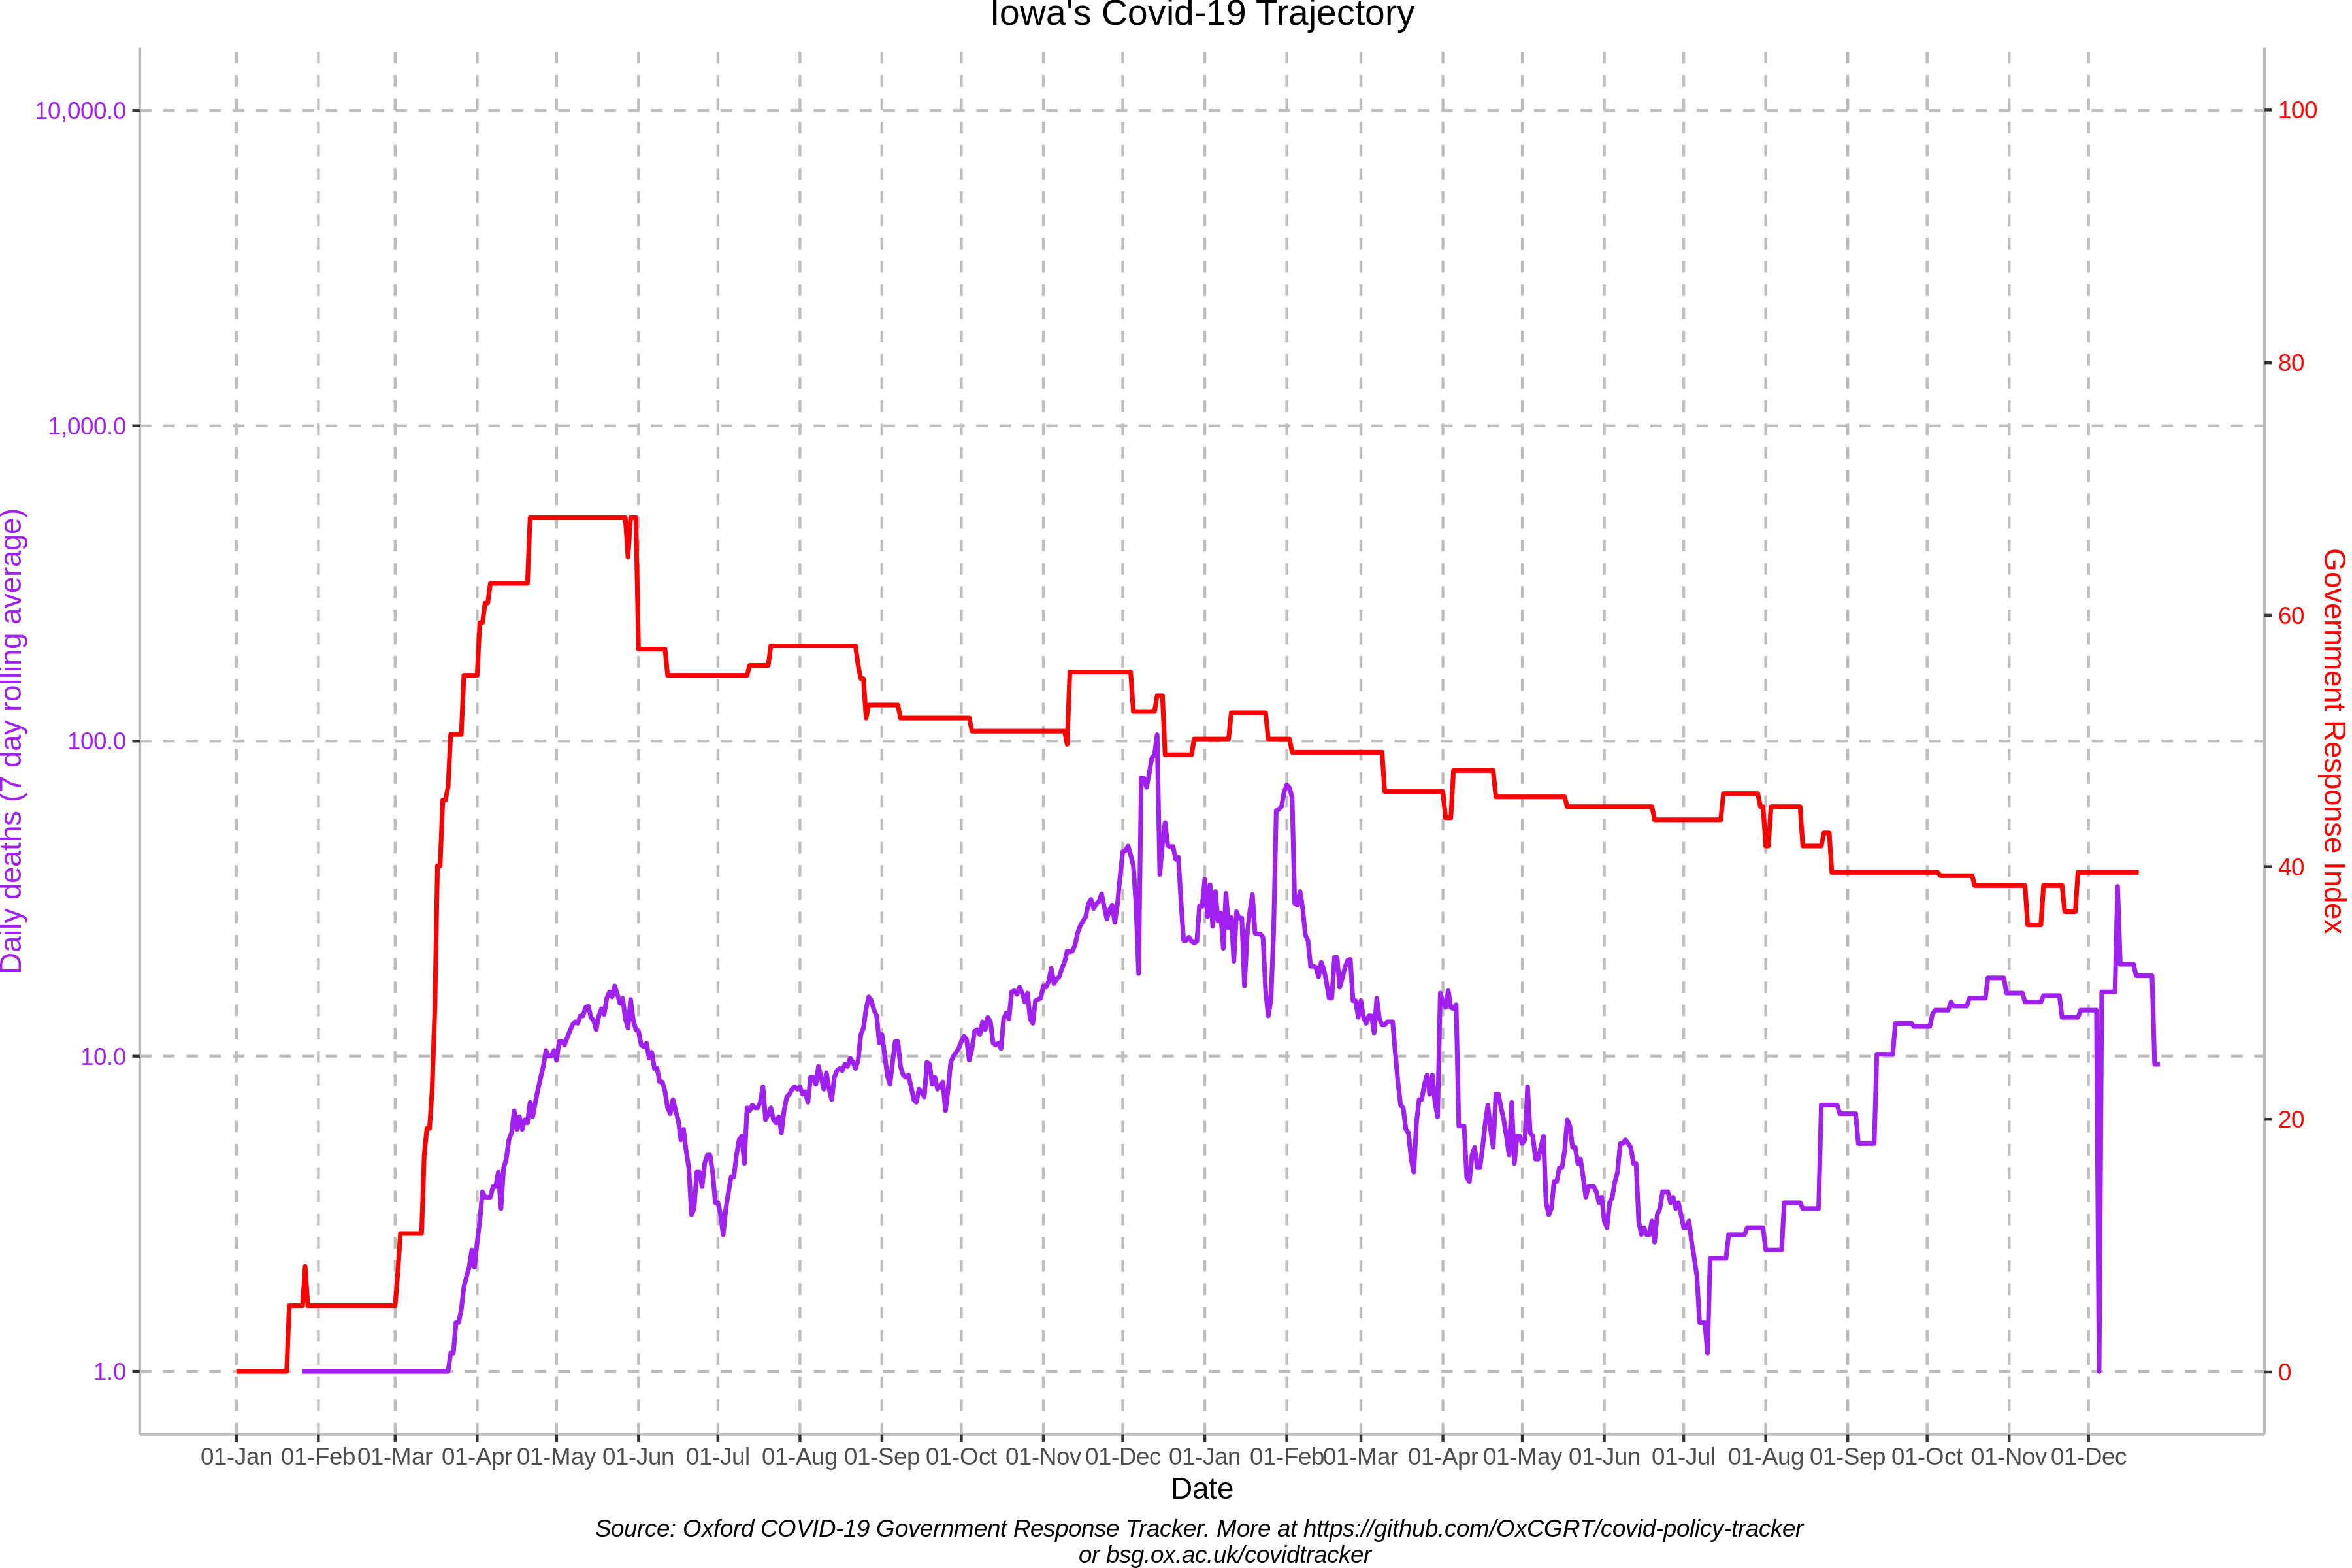 Iowa's Covid-19 Trajectory
10,000.0
1,000.0
100.0
10.0
1.0
Daily deaths (7 day rolling average)
100
80
60
40
20
0
Government Response Index
01-Jan 01-Feb 01-Mar 01-Apr 01-May 01-Jun 01-Jul 01-Aug 01-Sep 01-Oct 01-Nov 01-Dec 01-Jan 01-Feb 01-Mar 01-Apr 01-May 01-Jun 01-Jul 01-Aug 01-Sep 01-Oct 01-Nov 01-Dec
Date
Source: Oxford COVID-19 Government Response Tracker. More at https://github.com/OxCGRT/covid-policy-tracker
or bsg.ox.ac.uk/covidtracker